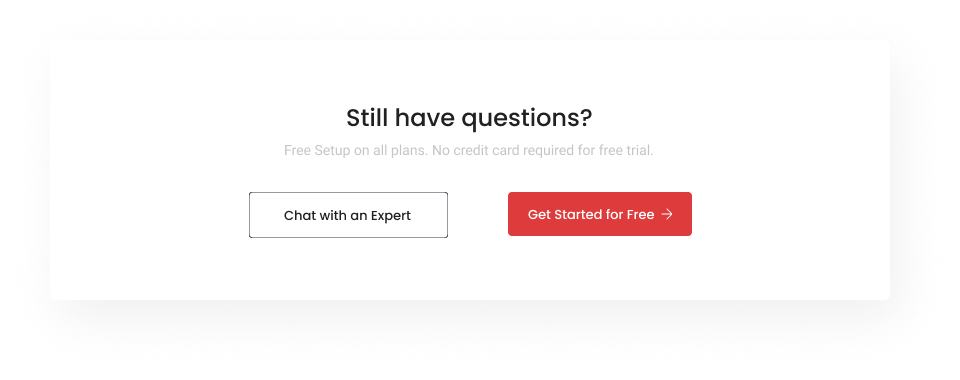 Still have questions?
Free Setup on all plans. No credit card required for free trial.
Chat with an Expert
Get Started for Free →